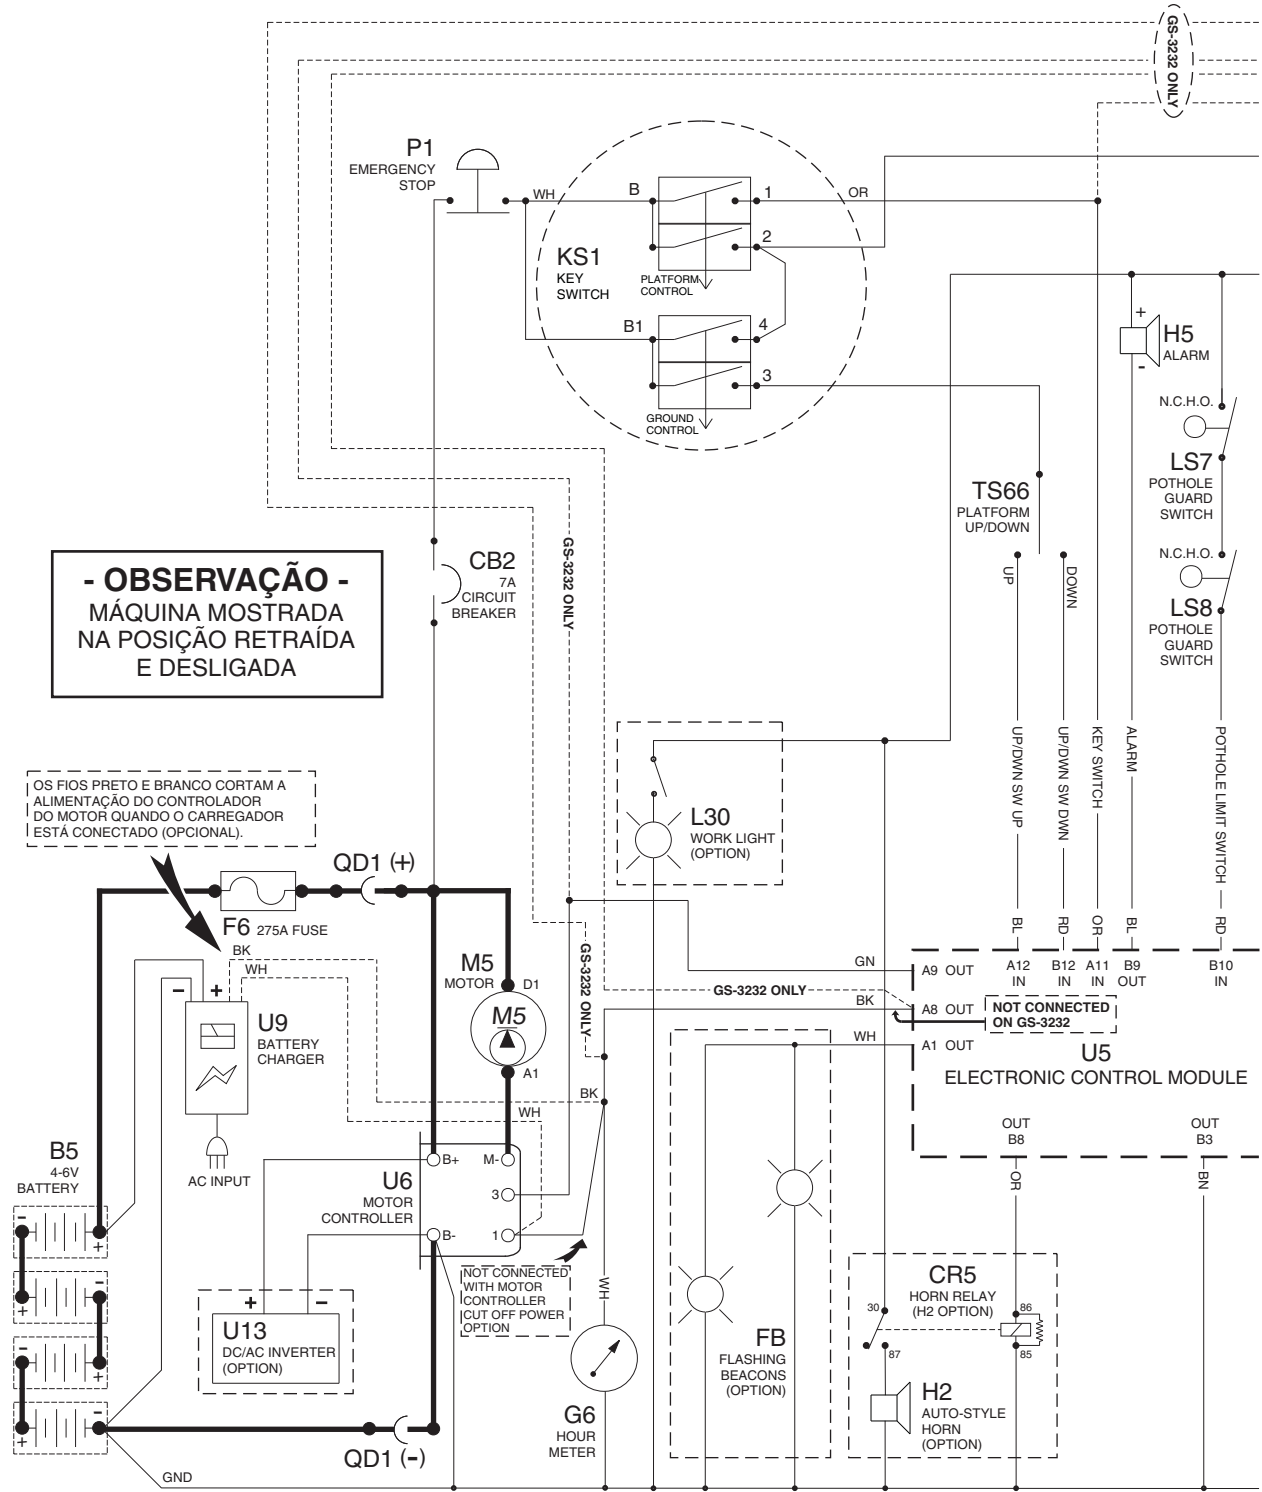 GS-3232 ONLY
P1
EMERGENCY
STOP
WH
B
1
OR
2
KS1
KEY
SWITCH
PLATFORM
CONTROL
B1
4
3
GROUND
CONTROL
+
H5
ALARM
-
N.C.H.O.
LS7
POTHOLE
GUARD
SWITCH
TS66
PLATFORM
UP/DOWN
UP
DOWN
N.C.H.O.
LS8
POTHOLE
GUARD
SWITCH
GS-3232 ONLY
CB2
7A
CIRCUIT
BREAKER
- OBSERVAÇÃO -
MÁQUINA MOSTRADA
NA POSIÇÃO RETRAÍDA
E DESLIGADA
UP/DWN SW UP
UP/DWN SW DWN
KEY SWITCH
ALARM
POTHOLE LIMIT SWITCH
OS FIOS PRETO E BRANCO CORTAM A
ALIMENTAÇÃO DO CONTROLADOR
DO MOTOR QUANDO O CARREGADOR
ESTÁ CONECTADO (OPCIONAL).
L30
WORK LIGHT
(OPTION)
QD1 (+)
F6 275A FUSE
BK
WH
BL
RD
OR
BL
RD
M5
MOTOR
D1
M5
A1
GS-3232 ONLY
GN
A9 OUT
A12
IN
B12
IN
A11
IN
B9
OUT
B10
IN
GS-3232 ONLY
BK
A8 OUT
NOT CONNECTED
ON GS-3232
WH
A1 OUT
U5
ELECTRONIC CONTROL MODULE
- +
U9
BATTERY
CHARGER
AC INPUT
BK
WH
OUT
B8
OUT
B3
OR
BN
B5
4-6V
BATTERY
U6
MOTOR
CONTROLLER
B+
M-
3
B-
1
NOT CONNECTED
WITH MOTOR
CONTROLLER
CUT OFF POWER
OPTION
-
+
-
+
-
+
-
+
+ -
U13
DC/AC INVERTER
(OPTION)
WH
G6
HOUR
METER
FB
FLASHING
BEACONS
(OPTION)
CR5
HORN RELAY
(H2 OPTION)
30
86
87
85
H2
AUTO-STYLE
HORN
(OPTION)
QD1 (-)
GND